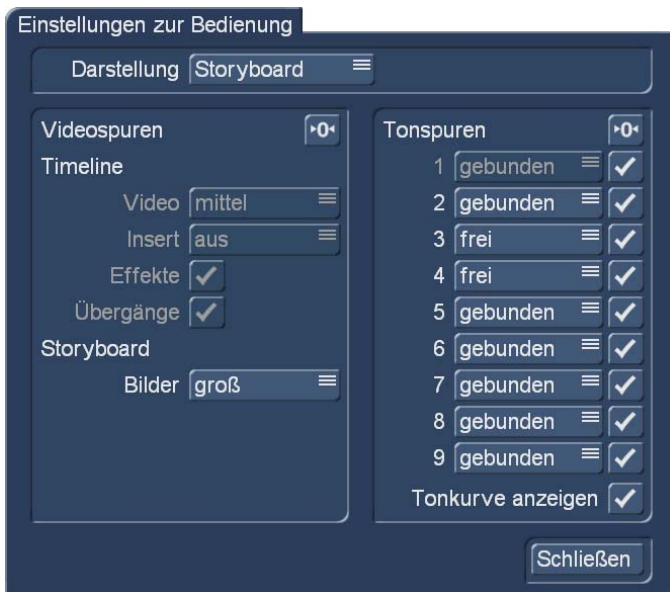 Einstellungen zur Bedienung
Darstellung Storyboard
Videospuren ▸0◂
Timeline
Video mittel
Insert aus
Effekte
Übergänge
Storyboard
Bilder groß
Tonspuren ▸0◂
1 gebunden
2 gebunden
3 frei
4 frei
5 gebunden
6 gebunden
7 gebunden
8 gebunden
9 gebunden
Tonkurve anzeigen
Schließen